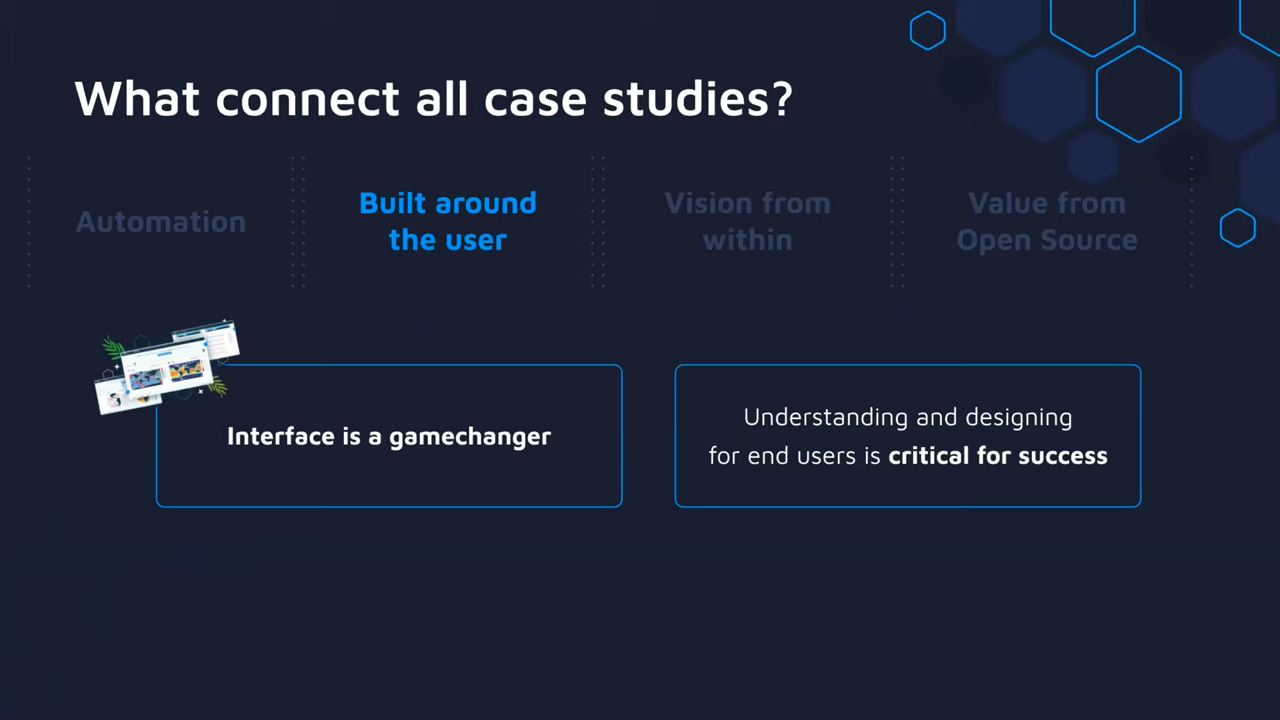 What connect all case studies?
Automation
Built around
the user
Vision from
within
Value from
Open Source
Interface is a gamechanger
Understanding and designing
for end users is critical for success